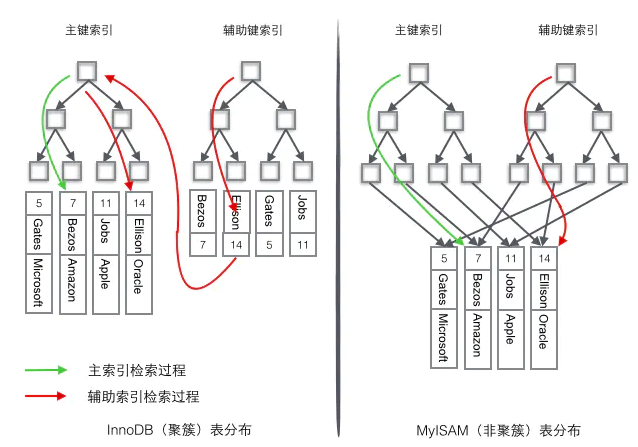 主键索引
辅助键索引
5
Gates
Microsoft
7
Bezos
Amazon
11
Jobs
Apple
14
Ellison
Oracle
Bezos
7
Ellison
14
Gates
5
Jobs
11
主索引检索过程
辅助索引检索过程
InnoDB（聚簇）表分布
主键索引
辅助键索引
5
Gates
Microsoft
7
Bezos
Amazon
11
Jobs
Apple
14
Ellison
Oracle
MyISAM（非聚簇）表分布